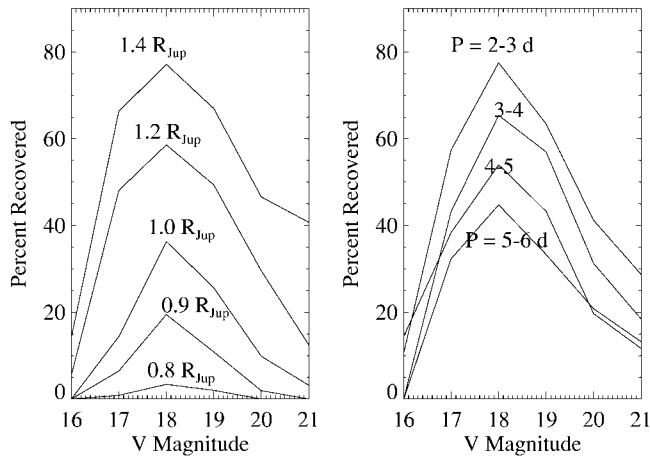 80
60
40
20
0
Percent Recovered
1.4 R_Jup
1.2 R_Jup
1.0 R_Jup
0.9 R_Jup
0.8 R_Jup
16 17 18 19 20 21
V Magnitude
80
60
40
20
0
Percent Recovered
P = 2-3 d
3-4
4-5
P = 5-6 d
16 17 18 19 20 21
V Magnitude